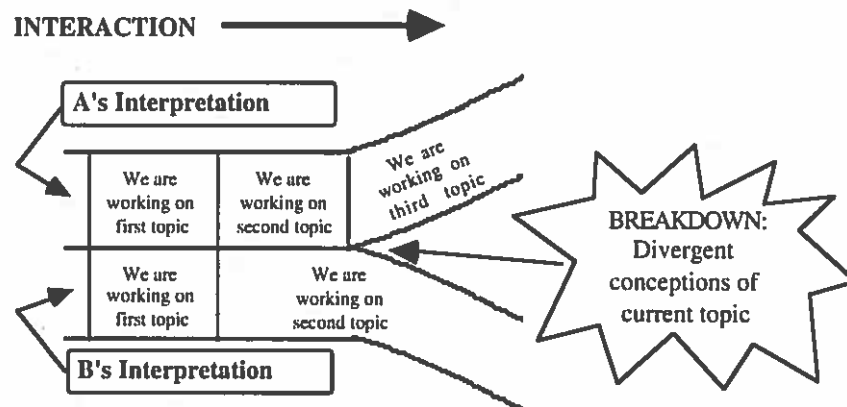 INTERACTION
A's Interpretation
We are
working on
first topic
We are
working on
second topic
We are
working on
third topic
We are
working on
first topic
We are
working on
second topic
B's Interpretation
BREAKDOWN:
Divergent
conceptions of
current topic